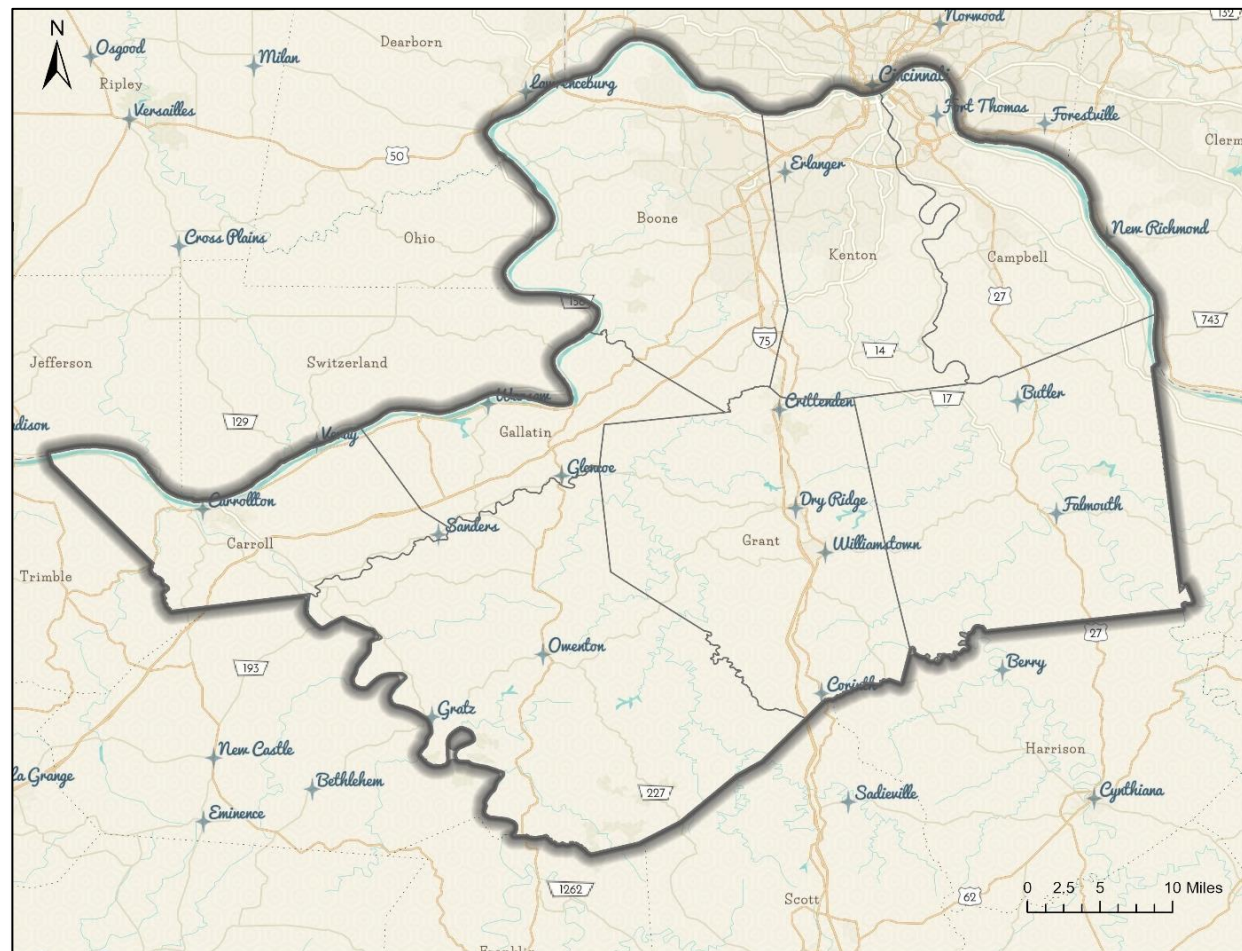 N
Norwood
132
Osgood
Milan
Dearborn
Ripley
Lawrenceburg
Cincinnati
Versailles
Fort Thomas
Forestville
50
Clerm
Erlanger
Boone
Cross Plains
Ohio
Kenton
Campbell
New Richmond
27
156
743
75
14
Jefferson
Switzerland
Warsaw
Crittenden
17
Butler
129
dison
Vevay
Gallatin
Glencoe
Carrollton
Dry Ridge
Falmouth
Sanders
Carroll
Grant
Williamstown
Trimble
193
Owenton
27
Berry
Corinth
Gratz
New Castle
Harrison
La Grange
Bethlehem
227
Sadieville
Cynthiana
Eminence
1262
Scott
62
0 2.5 5 10 Miles